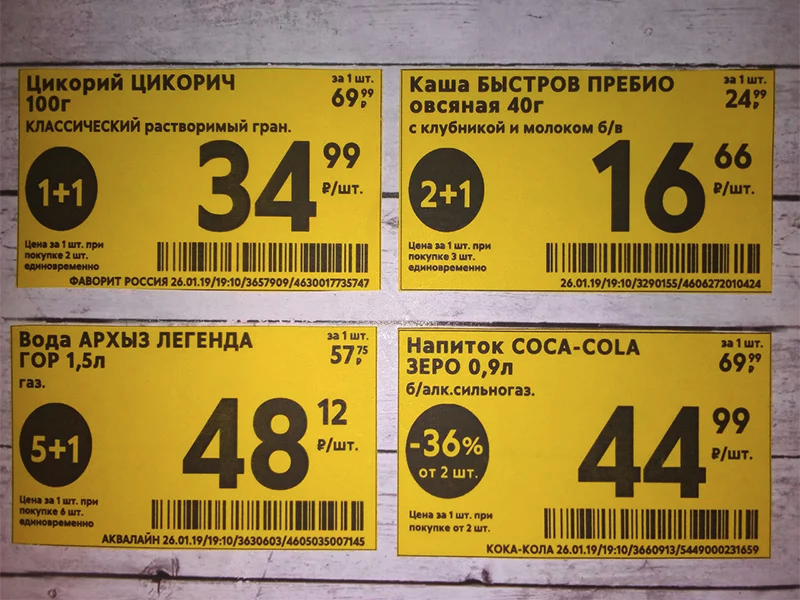 Цикорий ЦИКОРИЧ
100г
КЛАССИЧЕСКИЙ растворимый гран.
за 1 шт.
69 99 ₽
1+1
34 99 ₽/шт.
Цена за 1 шт. при
покупке 2 шт.
единовременно
ФАВОРИТ РОССИЯ 26.01.19/19:10/3657909/4630017735747
Каша БЫСТРОВ ПРЕБИО
овсяная 40г
с клубникой и молоком б/в
за 1 шт.
24 99 ₽
2+1
16 66 ₽/шт.
Цена за 1 шт. при
покупке 3 шт.
единовременно
26.01.19/19:10/3290155/4606272010424
Вода АРХЫЗ ЛЕГЕНДА
ГОР 1,5л
газ.
за 1 шт.
57 75 ₽
5+1
48 12 ₽/шт.
Цена за 1 шт. при
покупке 6 шт.
единовременно
АКВАЛАЙН 26.01.19/19:10/3630603/4605035007145
Напиток COCA-COLA
ЗЕРО 0,9л
б/алк.сильногаз.
за 1 шт.
69 99 ₽
-36%
от 2 шт.
44 99 ₽/шт.
Цена за 1 шт. при
покупке от 2 шт.
КОКА-КОЛА 26.01.19/19:10/3660913/5449000231659